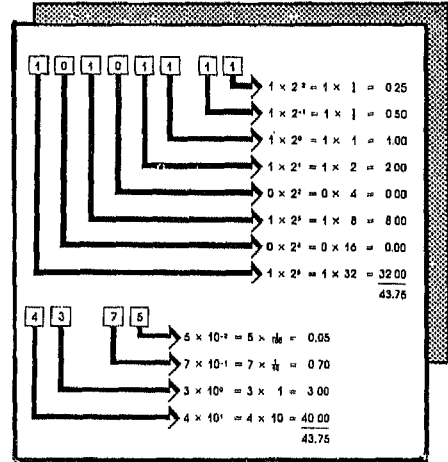 1 0 1 0 1 1 1 1
1 × 2⁻² = 1 × ¼ = 0.25
1 × 2⁻¹ = 1 × ½ = 0.50
1 × 2⁰ = 1 × 1 = 1.00
1 × 2¹ = 1 × 2 = 2.00
0 × 2² = 0 × 4 = 0.00
1 × 2³ = 1 × 8 = 8.00
0 × 2⁴ = 0 × 16 = 0.00
1 × 2⁵ = 1 × 32 = 32.00
43.75
4 3 7 5
5 × 10⁻² = 5 × 1/100 = 0.05
7 × 10⁻¹ = 7 × 1/10 = 0.70
3 × 10⁰ = 3 × 1 = 3.00
4 × 10¹ = 4 × 10 = 40.00
43.75